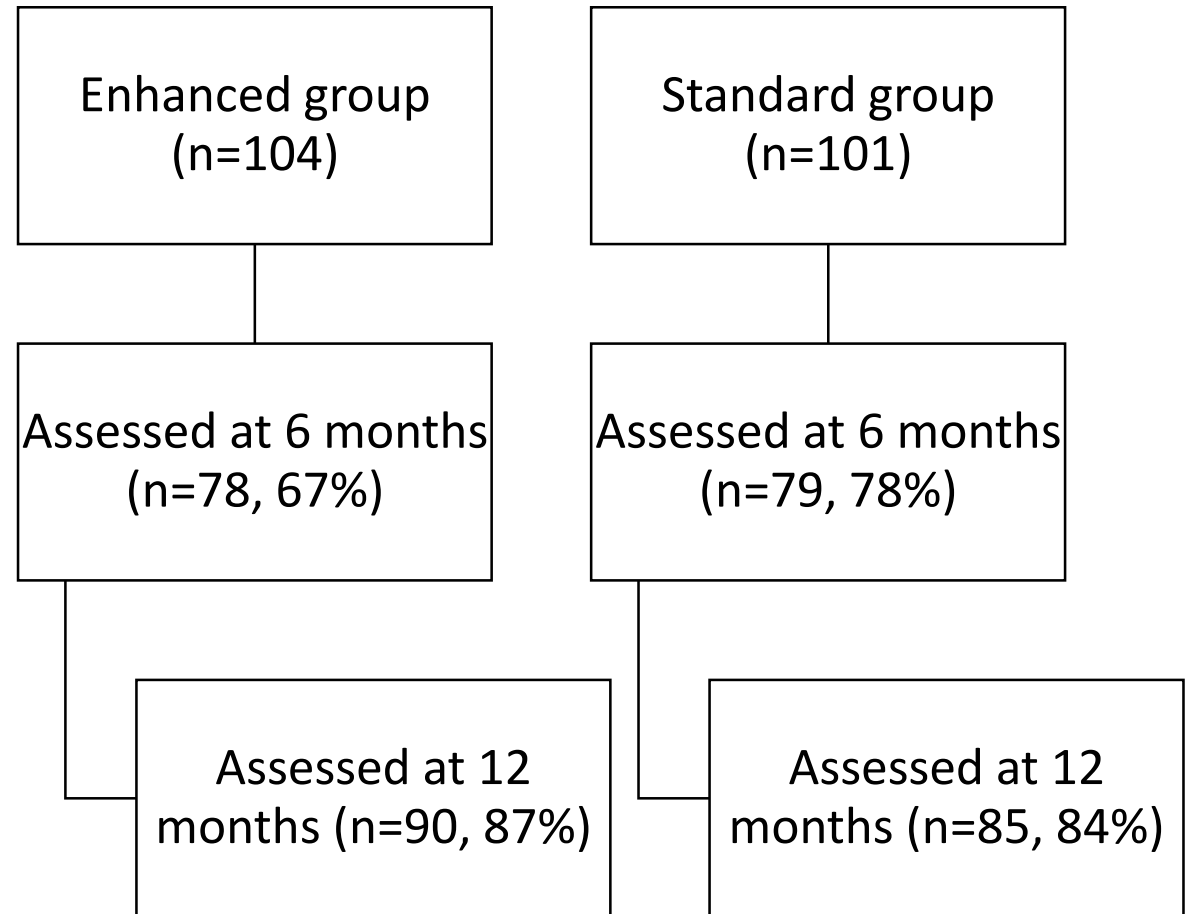 Enhanced group
(n=104)
Standard group
(n=101)
Assessed at 6 months
(n=78, 67%)
Assessed at 6 months
(n=79, 78%)
Assessed at 12
months (n=90, 87%)
Assessed at 12
months (n=85, 84%)